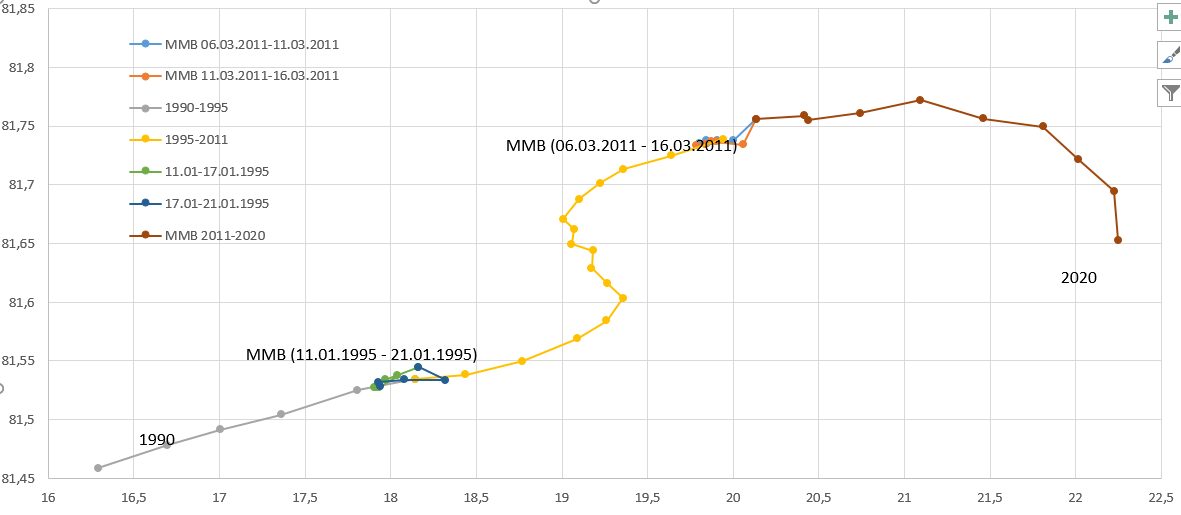 81,85
81,8
81,75
81,7
81,65
81,6
81,55
81,5
81,45
16 16,5 17 17,5 18 18,5 19 19,5 20 20,5 21 21,5 22 22,5
MMB 06.03.2011-11.03.2011
MMB 11.03.2011-16.03.2011
1990-1995
1995-2011
11.01-17.01.1995
17.01-21.01.1995
MMB 2011-2020
MMB (06.03.2011 - 16.03.2011)
2020
MMB (11.01.1995 - 21.01.1995)
1990